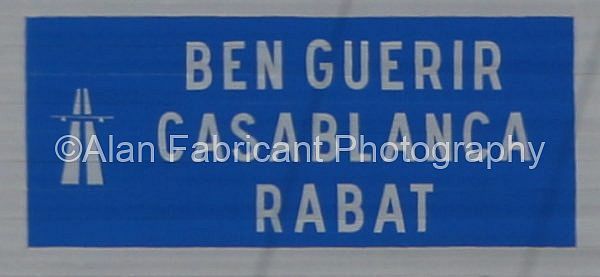 BEN GUERIR
CASABLANCA
©Alan Fabricant Photography
RABAT